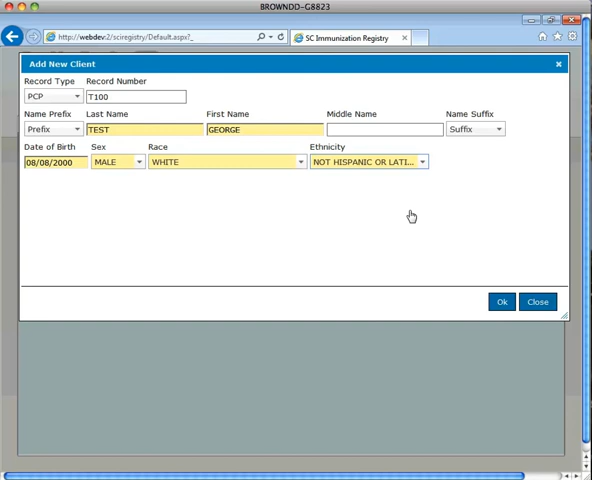 BROWNDD-G8823
http://webdev:2/sciregistry/Default.aspx?_
SC Immunization Registry
Add New Client
Record Type Record Number
PCP T100
Name Prefix Last Name First Name Middle Name Name Suffix
Prefix TEST GEORGE Suffix
Date of Birth Sex Race Ethnicity
08/08/2000 MALE WHITE NOT HISPANIC OR LATI...
Ok Close